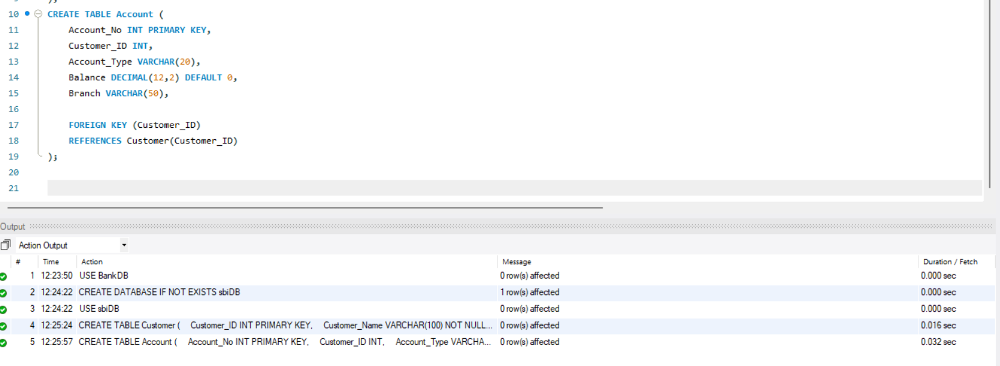 10 CREATE TABLE Account (
11 Account_No INT PRIMARY KEY,
12 Customer_ID INT,
13 Account_Type VARCHAR(20),
14 Balance DECIMAL(12,2) DEFAULT 0,
15 Branch VARCHAR(50),
16
17 FOREIGN KEY (Customer_ID)
18 REFERENCES Customer(Customer_ID)
19 );
20
21
Output
Action Output
# Time Action Message Duration / Fetch
1 12:23:50 USE BankDB 0 row(s) affected 0.000 sec
2 12:24:22 CREATE DATABASE IF NOT EXISTS sbiDB 1 row(s) affected 0.000 sec
3 12:24:22 USE sbiDB 0 row(s) affected 0.000 sec
4 12:25:24 CREATE TABLE Customer ( Customer_ID INT PRIMARY KEY, Customer_Name VARCHAR(100) NOT NULL... 0 row(s) affected 0.016 sec
5 12:25:57 CREATE TABLE Account ( Account_No INT PRIMARY KEY, Customer_ID INT, Account_Type VARCHA... 0 row(s) affected 0.032 sec